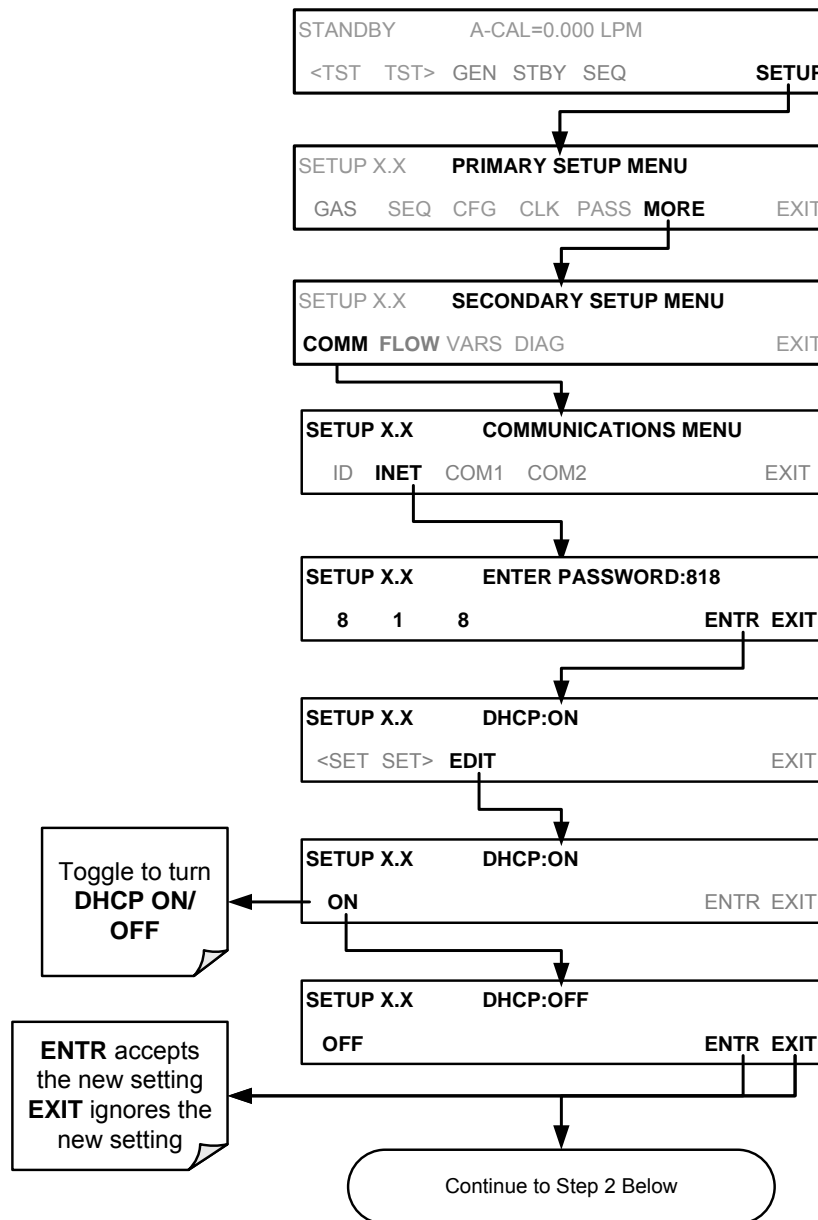 STANDBY A-CAL=0.000 LPM
<TST TST> GEN STBY SEQ SETUP
SETUP X.X PRIMARY SETUP MENU
GAS SEQ CFG CLK PASS MORE EXIT
SETUP X.X SECONDARY SETUP MENU
COMM FLOW VARS DIAG EXIT
SETUP X.X COMMUNICATIONS MENU
ID INET COM1 COM2 EXIT
SETUP X.X ENTER PASSWORD:818
8 1 8 ENTR EXIT
SETUP X.X DHCP:ON
<SET SET> EDIT EXIT
Toggle to turn
DHCP ON/
OFF
SETUP X.X DHCP:ON
ON ENTR EXIT
SETUP X.X DHCP:OFF
OFF ENTR EXIT
ENTR accepts
the new setting
EXIT ignores the
new setting
Continue to Step 2 Below